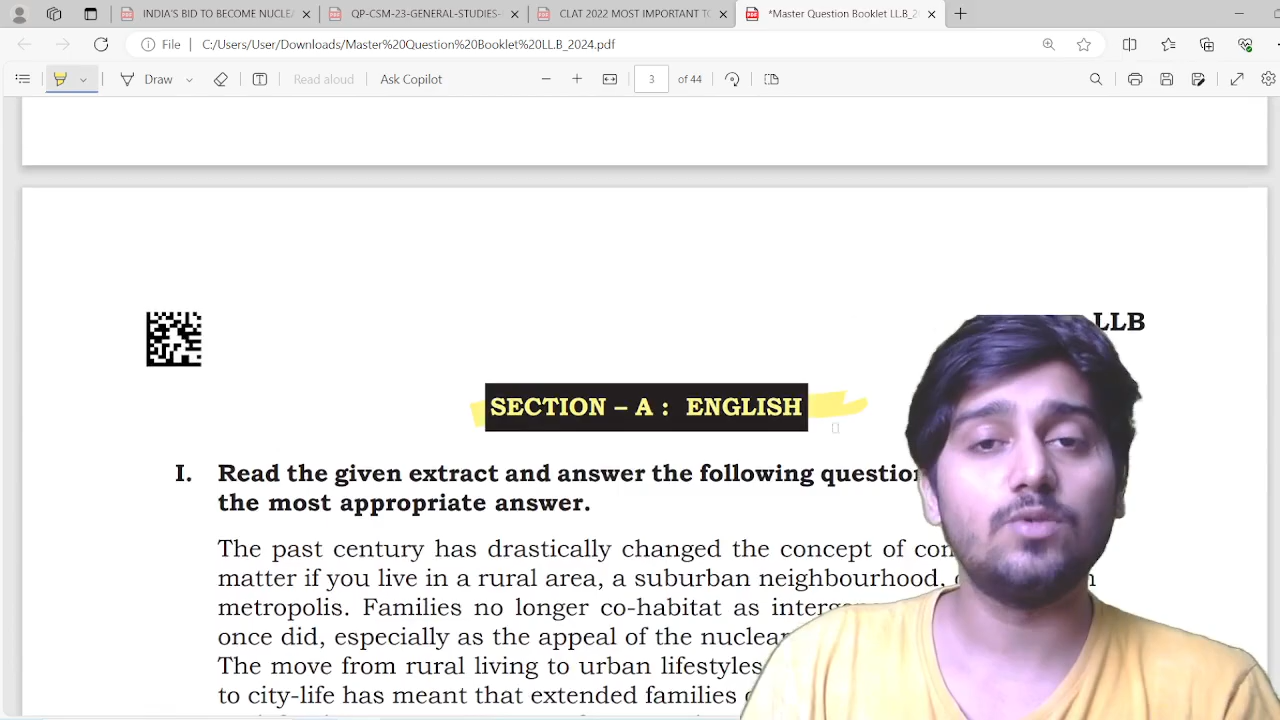 INDIA'S BID TO BECOME NUCLE
QP-CSM-23-GENERAL-STUDIES-
CLAT 2022 MOST IMPORTANT TO
*Master Question Booklet LL.B_2
File
C:/Users/User/Downloads/Master%20Question%20Booklet%20LL.B_2024.pdf
Draw
Read aloud
Ask Copilot
3
of 44
LLB
SECTION – A : ENGLISH
I. Read the given extract and answer the following question
the most appropriate answer.
The past century has drastically changed the concept of
matter if you live in a rural area, a suburban neighbourhood,
metropolis. Families no longer co-habitat as
once did, especially as the appeal of the nuclear
The move from rural living to urban lifestyles
to city-life has meant that extended families